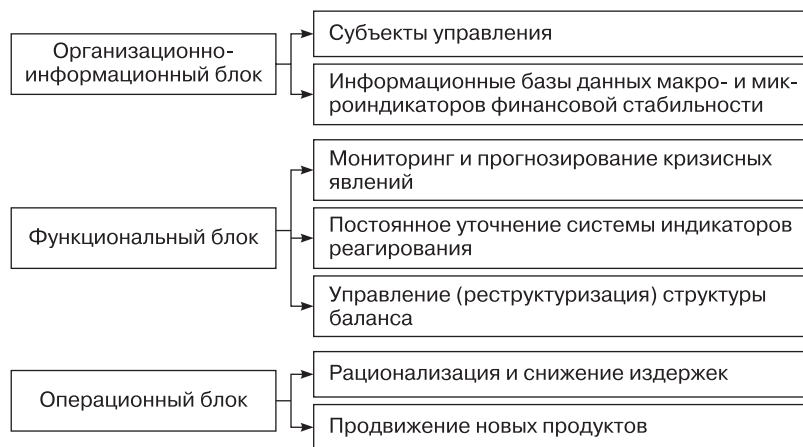 Организационно-
информационный блок
Субъекты управления
Информационные базы данных макро- и мик-
роиндикаторов финансовой стабильности
Функциональный блок
Мониторинг и прогнозирование кризисных
явлений
Постоянное уточнение системы индикаторов
реагирования
Управление (реструктуризация) структуры
баланса
Операционный блок
Рационализация и снижение издержек
Продвижение новых продуктов